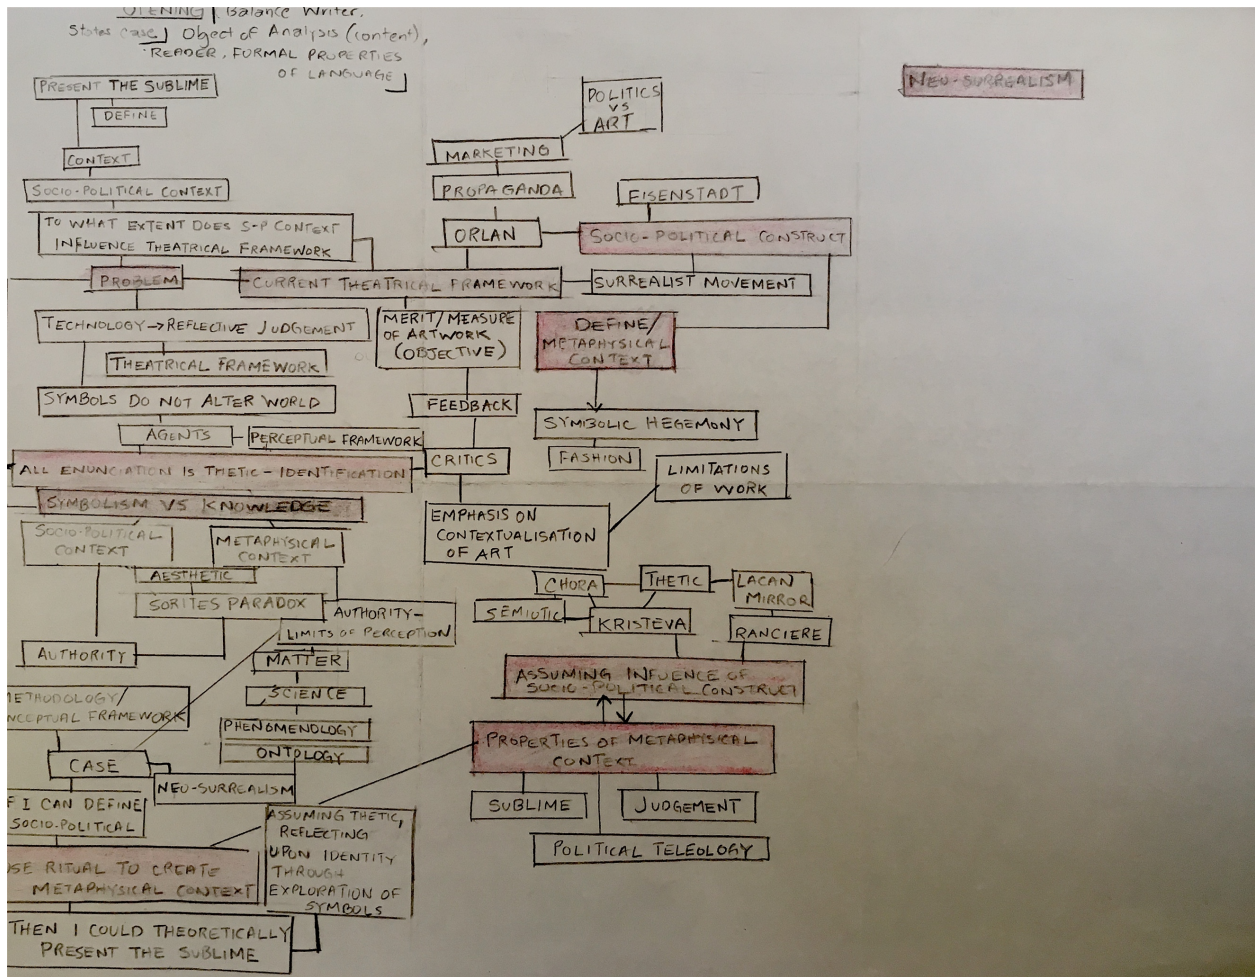 OPENING [ Balance Writer,
States case] Object of Analysis (content),
READER, FORMAL PROPERTIES
OF LANGUAGE
PRESENT THE SUBLIME
DEFINE
CONTEXT
SOCIO-POLITICAL CONTEXT
TO WHAT EXTENT DOES S-P CONTEXT
INFLUENCE THEATRICAL FRAMEWORK
PROBLEM
CURRENT THEATRICAL FRAMEWORK
TECHNOLOGY → REFLECTIVE JUDGEMENT
THEATRICAL FRAMEWORK
SYMBOLS DO NOT ALTER WORLD
AGENTS
PERCEPTUAL FRAMEWORK
ALL ENUNCIATION IS THETIC - IDENTIFICATION
SYMBOLISM VS KNOWLEDGE
SOCIO-POLITICAL
CONTEXT
METAPHYSICAL
CONTEXT
AESTHETIC
SORITES PARADOX
AUTHORITY-
LIMITS OF PERCEPTION
AUTHORITY
MATTER
SCIENCE
PHENOMENOLOGY
ONTOLOGY
METHODOLOGY/
NCEPTUAL FRAMEWORK
CASE
NEU-SURREALISM
F I CAN DEFINE
SOCIO-POLITICAL
SE RITUAL TO CREATE
METAPHYSICAL CONTEXT
THEN I COULD THEORETICALLY
PRESENT THE SUBLIME
ASSUMING THETIC,
REFLECTING
UPON IDENTITY
THROUGH
EXPLORATION OF
SYMBOLS
POLITICS
VS
ART
MARKETING
PROPAGANDA
ORLAN
EISENSTADT
SOCIO-POLITICAL CONSTRUCT
SURREALIST MOVEMENT
MERIT/MEASURE
OF ARTWORK
(OBJECTIVE)
DEFINE/
METAPHYSICAL
CONTEXT
FEEDBACK
CRITICS
SYMBOLIC HEGEMONY
FASHION
LIMITATIONS
OF WORK
EMPHASIS ON
CONTEXTUALISATION
OF ART
CHORA
THETIC
LACAN
MIRROR
SEMIOTIC
KRISTEVA
RANCIERE
ASSUMING INFUENCE OF
SOCIO-POLITICAL CONSTRUCT
PROPERTIES OF METAPHYSICAL
CONTEXT
SUBLIME
JUDGEMENT
POLITICAL TELEOLOGY
NEU-SURREALISM